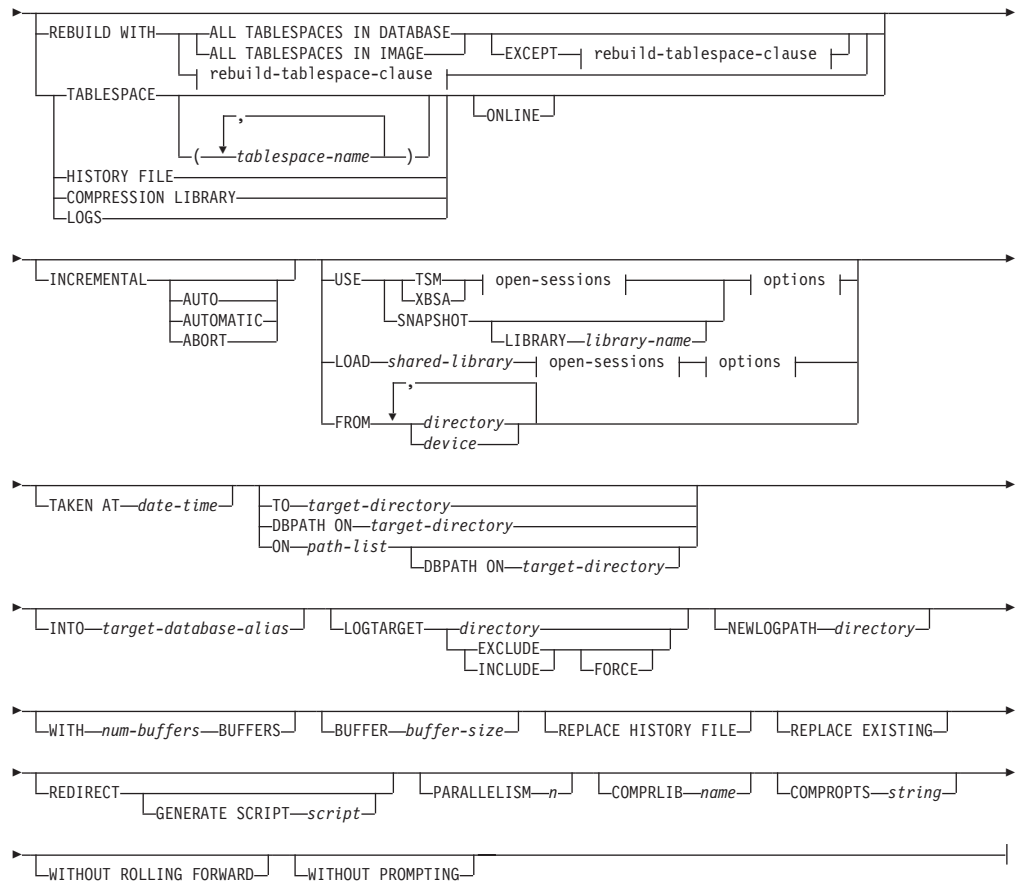 REBUILD WITH ALL TABLESPACES IN DATABASE
ALL TABLESPACES IN IMAGE EXCEPT rebuild-tablespace-clause
rebuild-tablespace-clause
TABLESPACE
ONLINE
,
( tablespace-name )
HISTORY FILE
COMPRESSION LIBRARY
LOGS
INCREMENTAL USE TSM open-sessions options
AUTO XBSA
AUTOMATIC SNAPSHOT
ABORT LIBRARY library-name
LOAD shared-library open-sessions options
,
FROM directory
device
TAKEN AT date-time TO target-directory
DBPATH ON target-directory
ON path-list
DBPATH ON target-directory
INTO target-database-alias LOGTARGET directory NEWLOGPATH directory
EXCLUDE
INCLUDE FORCE
WITH num-buffers BUFFERS BUFFER buffer-size REPLACE HISTORY FILE REPLACE EXISTING
REDIRECT PARALLELISM n COMPRLIB name COMPROPTS string
GENERATE SCRIPT script
WITHOUT ROLLING FORWARD WITHOUT PROMPTING